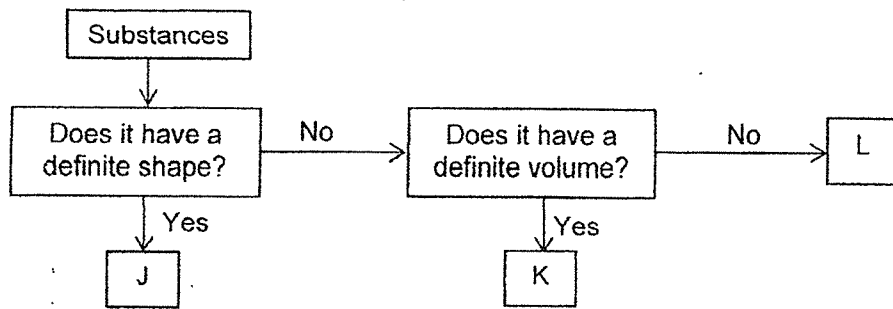 Substances
Does it have a
definite shape?
No
Does it have a
definite volume?
No
L
Yes
Yes
J
K